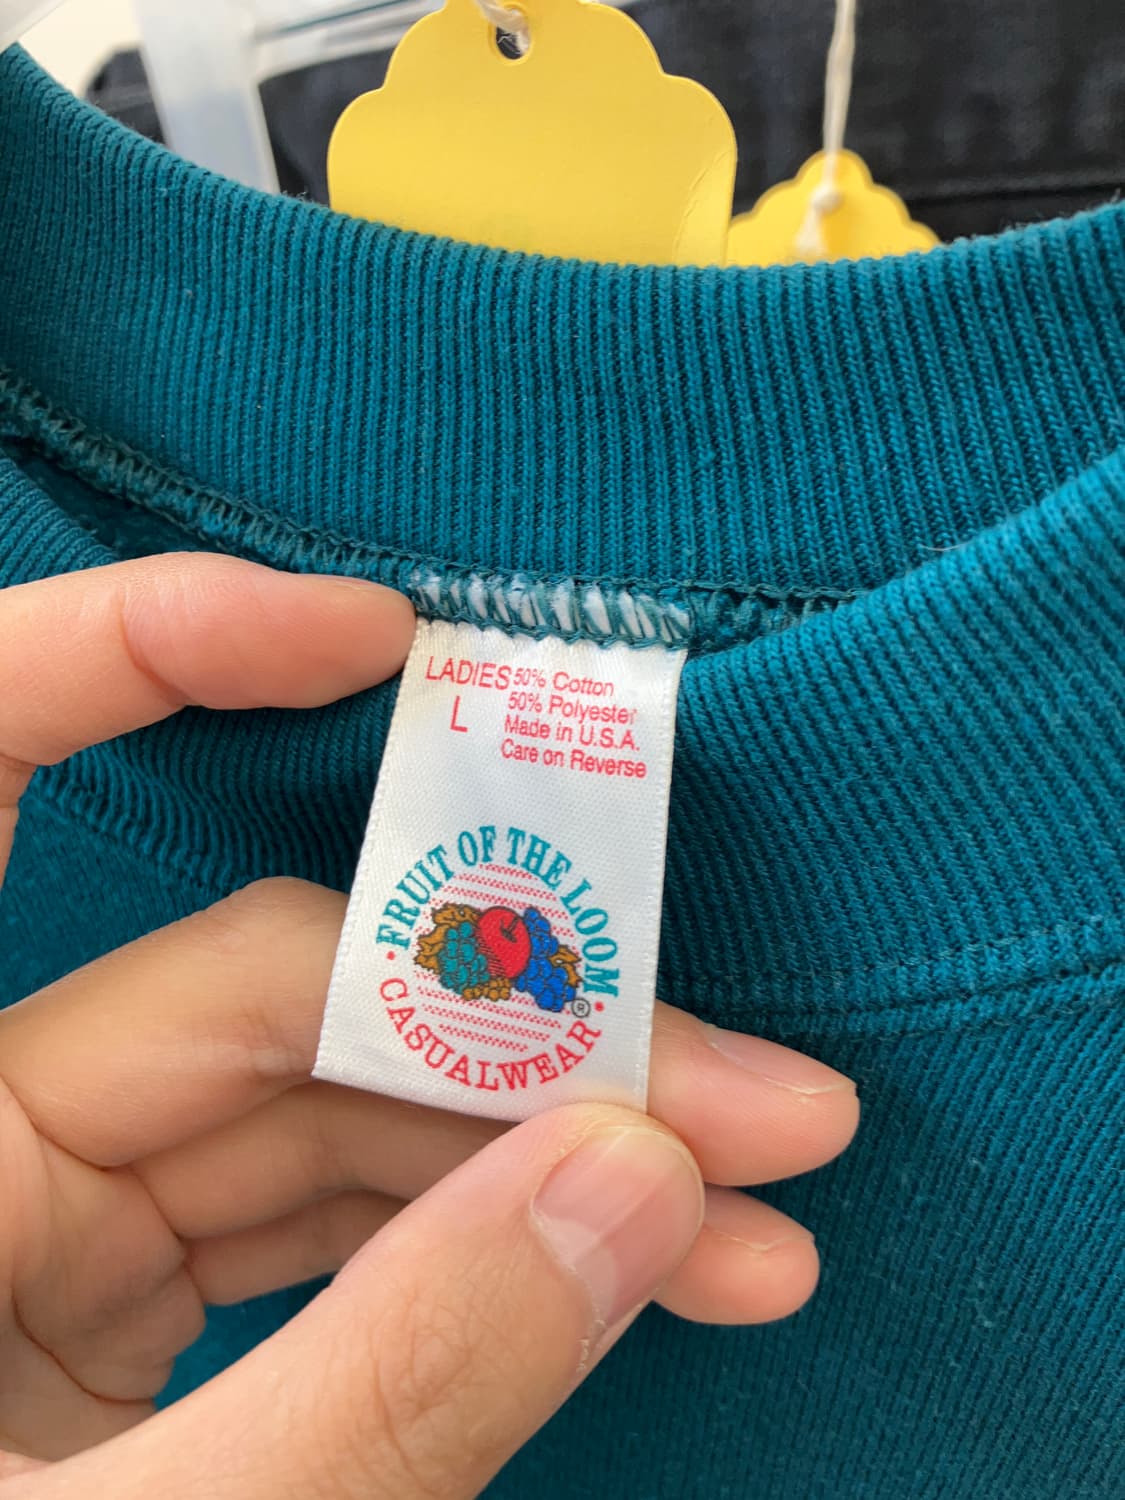 LADIES 50% Cotton
L 50% Polyester
Made in U.S.A.
Care on Reverse
FRUIT OF THE LOOM
®
CASUALWEAR